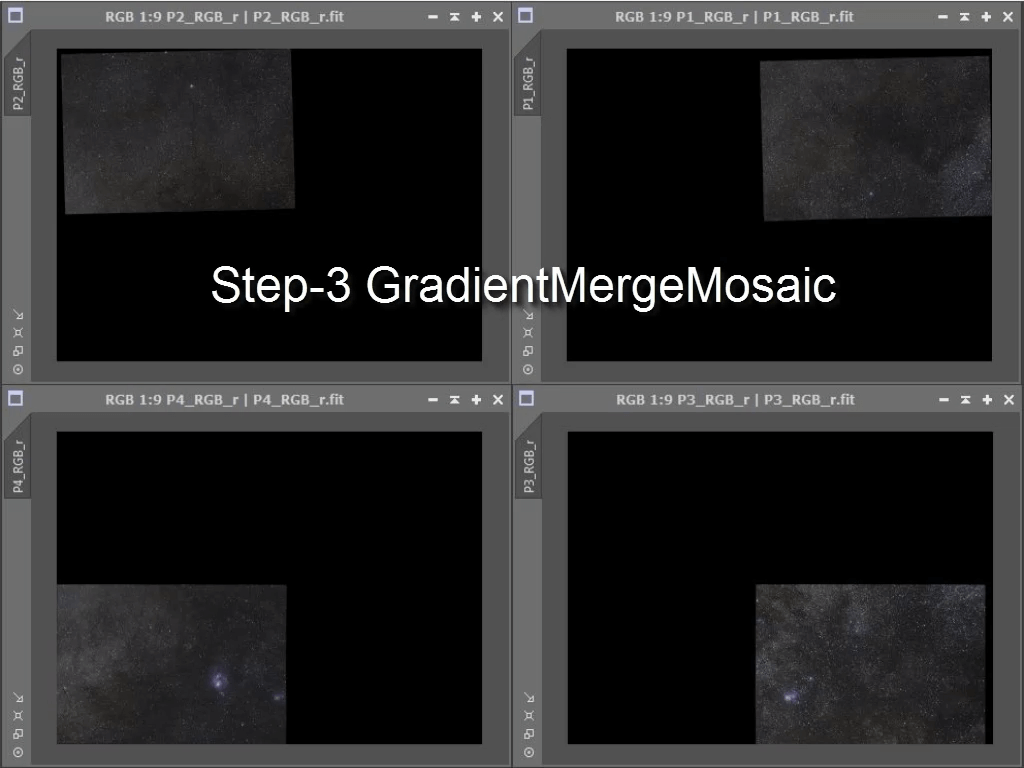 RGB 1:9 P2_RGB_r | P2_RGB_r.fit
P2_RGB_r
RGB 1:9 P1_RGB_r | P1_RGB_r.fit
P1_RGB_r
Step-3 GradientMergeMosaic
RGB 1:9 P4_RGB_r | P4_RGB_r.fit
P4_RGB_r
RGB 1:9 P3_RGB_r | P3_RGB_r.fit
P3_RGB_r